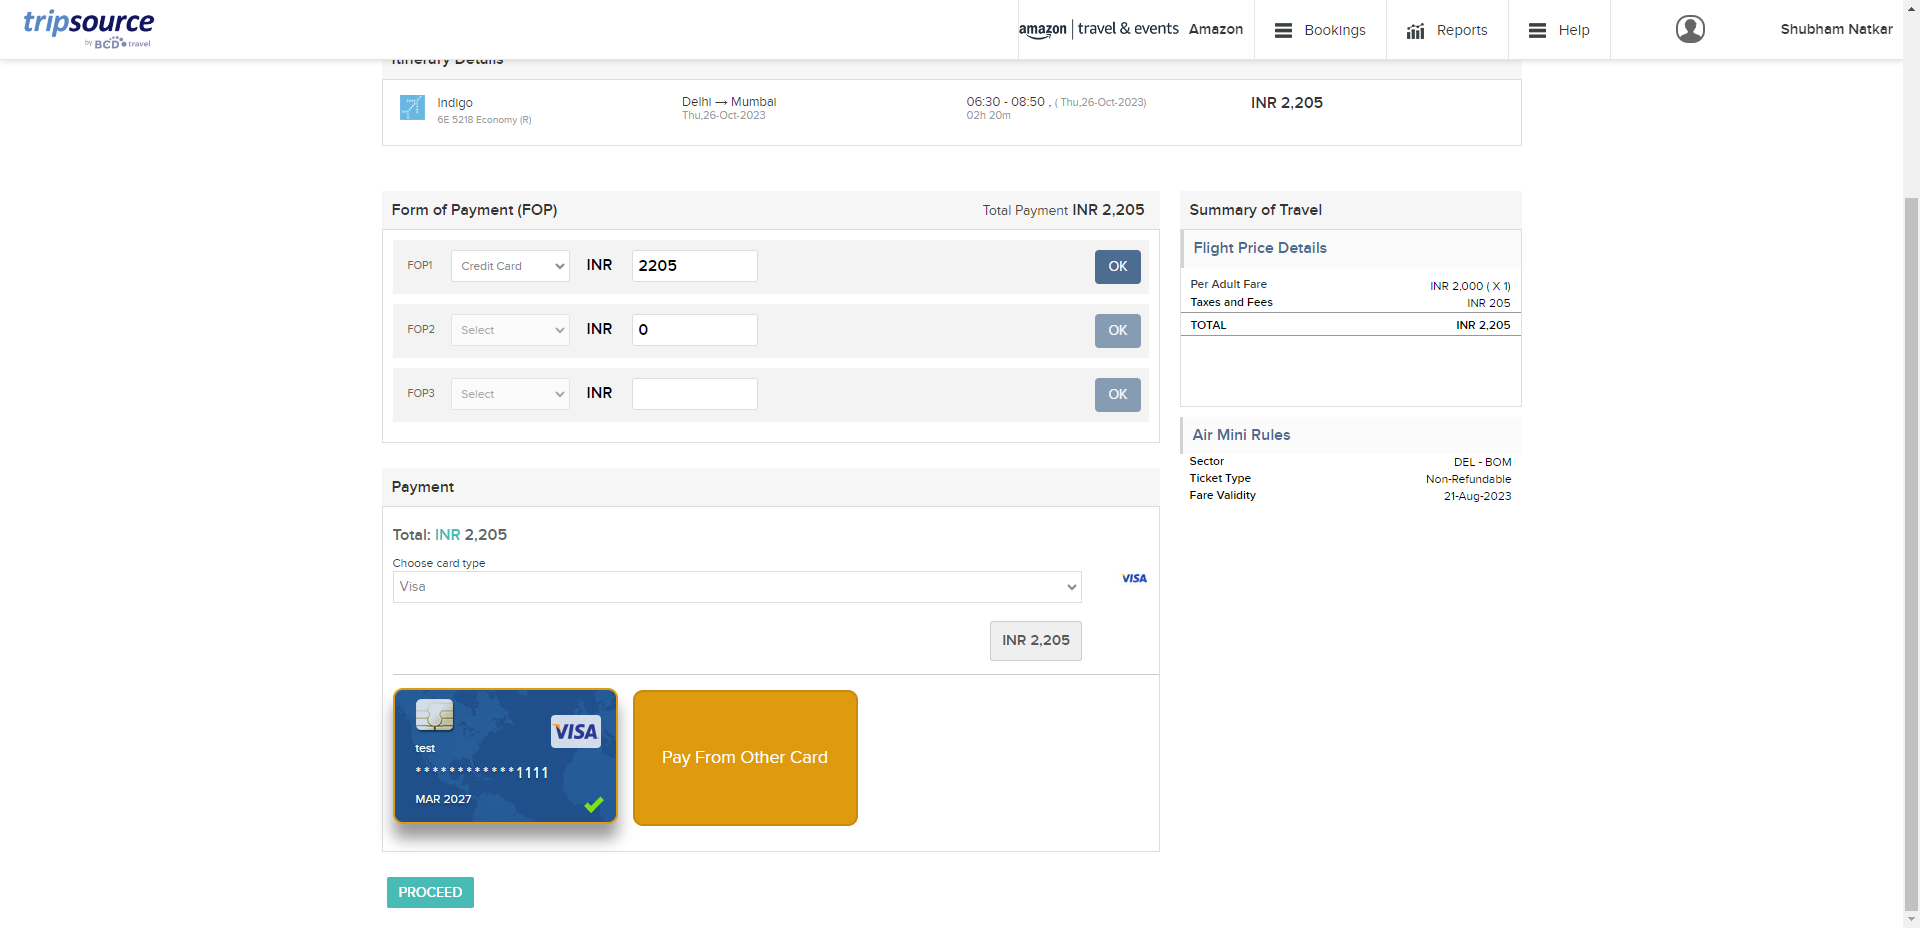 tripsource
by BCD travel
amazon | travel & events Amazon
Bookings
Reports
Help
Shubham Natkar
Itinerary Details
Indigo
6E 5218 Economy (R)
Delhi → Mumbai
Thu,26-Oct-2023
06:30 - 08:50 , ( Thu,26-Oct-2023)
02h 20m
INR 2,205
Form of Payment (FOP)
Total Payment INR 2,205
FOP1 Credit Card INR 2205 OK
FOP2 Select INR 0 OK
FOP3 Select INR OK
Summary of Travel
Flight Price Details
Per Adult Fare INR 2,000 ( X 1)
Taxes and Fees INR 205
TOTAL INR 2,205
Air Mini Rules
Sector DEL - BOM
Ticket Type Non-Refundable
Fare Validity 21-Aug-2023
Payment
Total: INR 2,205
Choose card type
Visa
VISA
INR 2,205
VISA
test
************1111
MAR 2027
Pay From Other Card
PROCEED